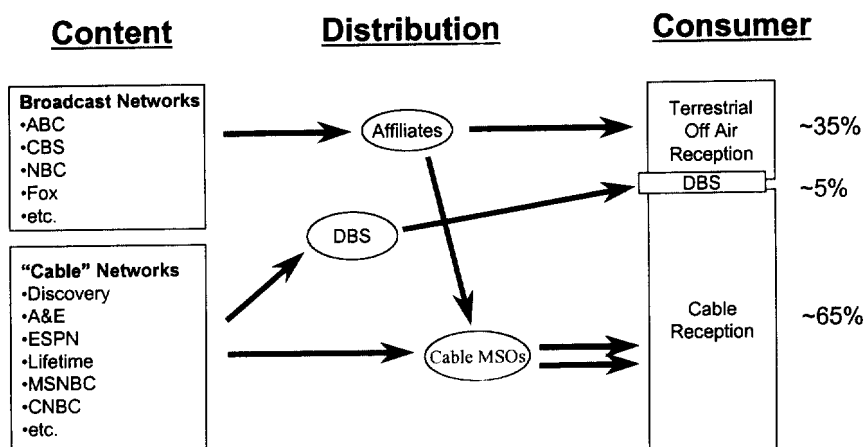 Content
Distribution
Consumer
Broadcast Networks
•ABC
•CBS
•NBC
•Fox
•etc.
"Cable" Networks
•Discovery
•A&E
•ESPN
•Lifetime
•MSNBC
•CNBC
•etc.
Affiliates
DBS
Cable MSOs
Terrestrial
Off Air
Reception
DBS
Cable
Reception
~35%
~5%
~65%